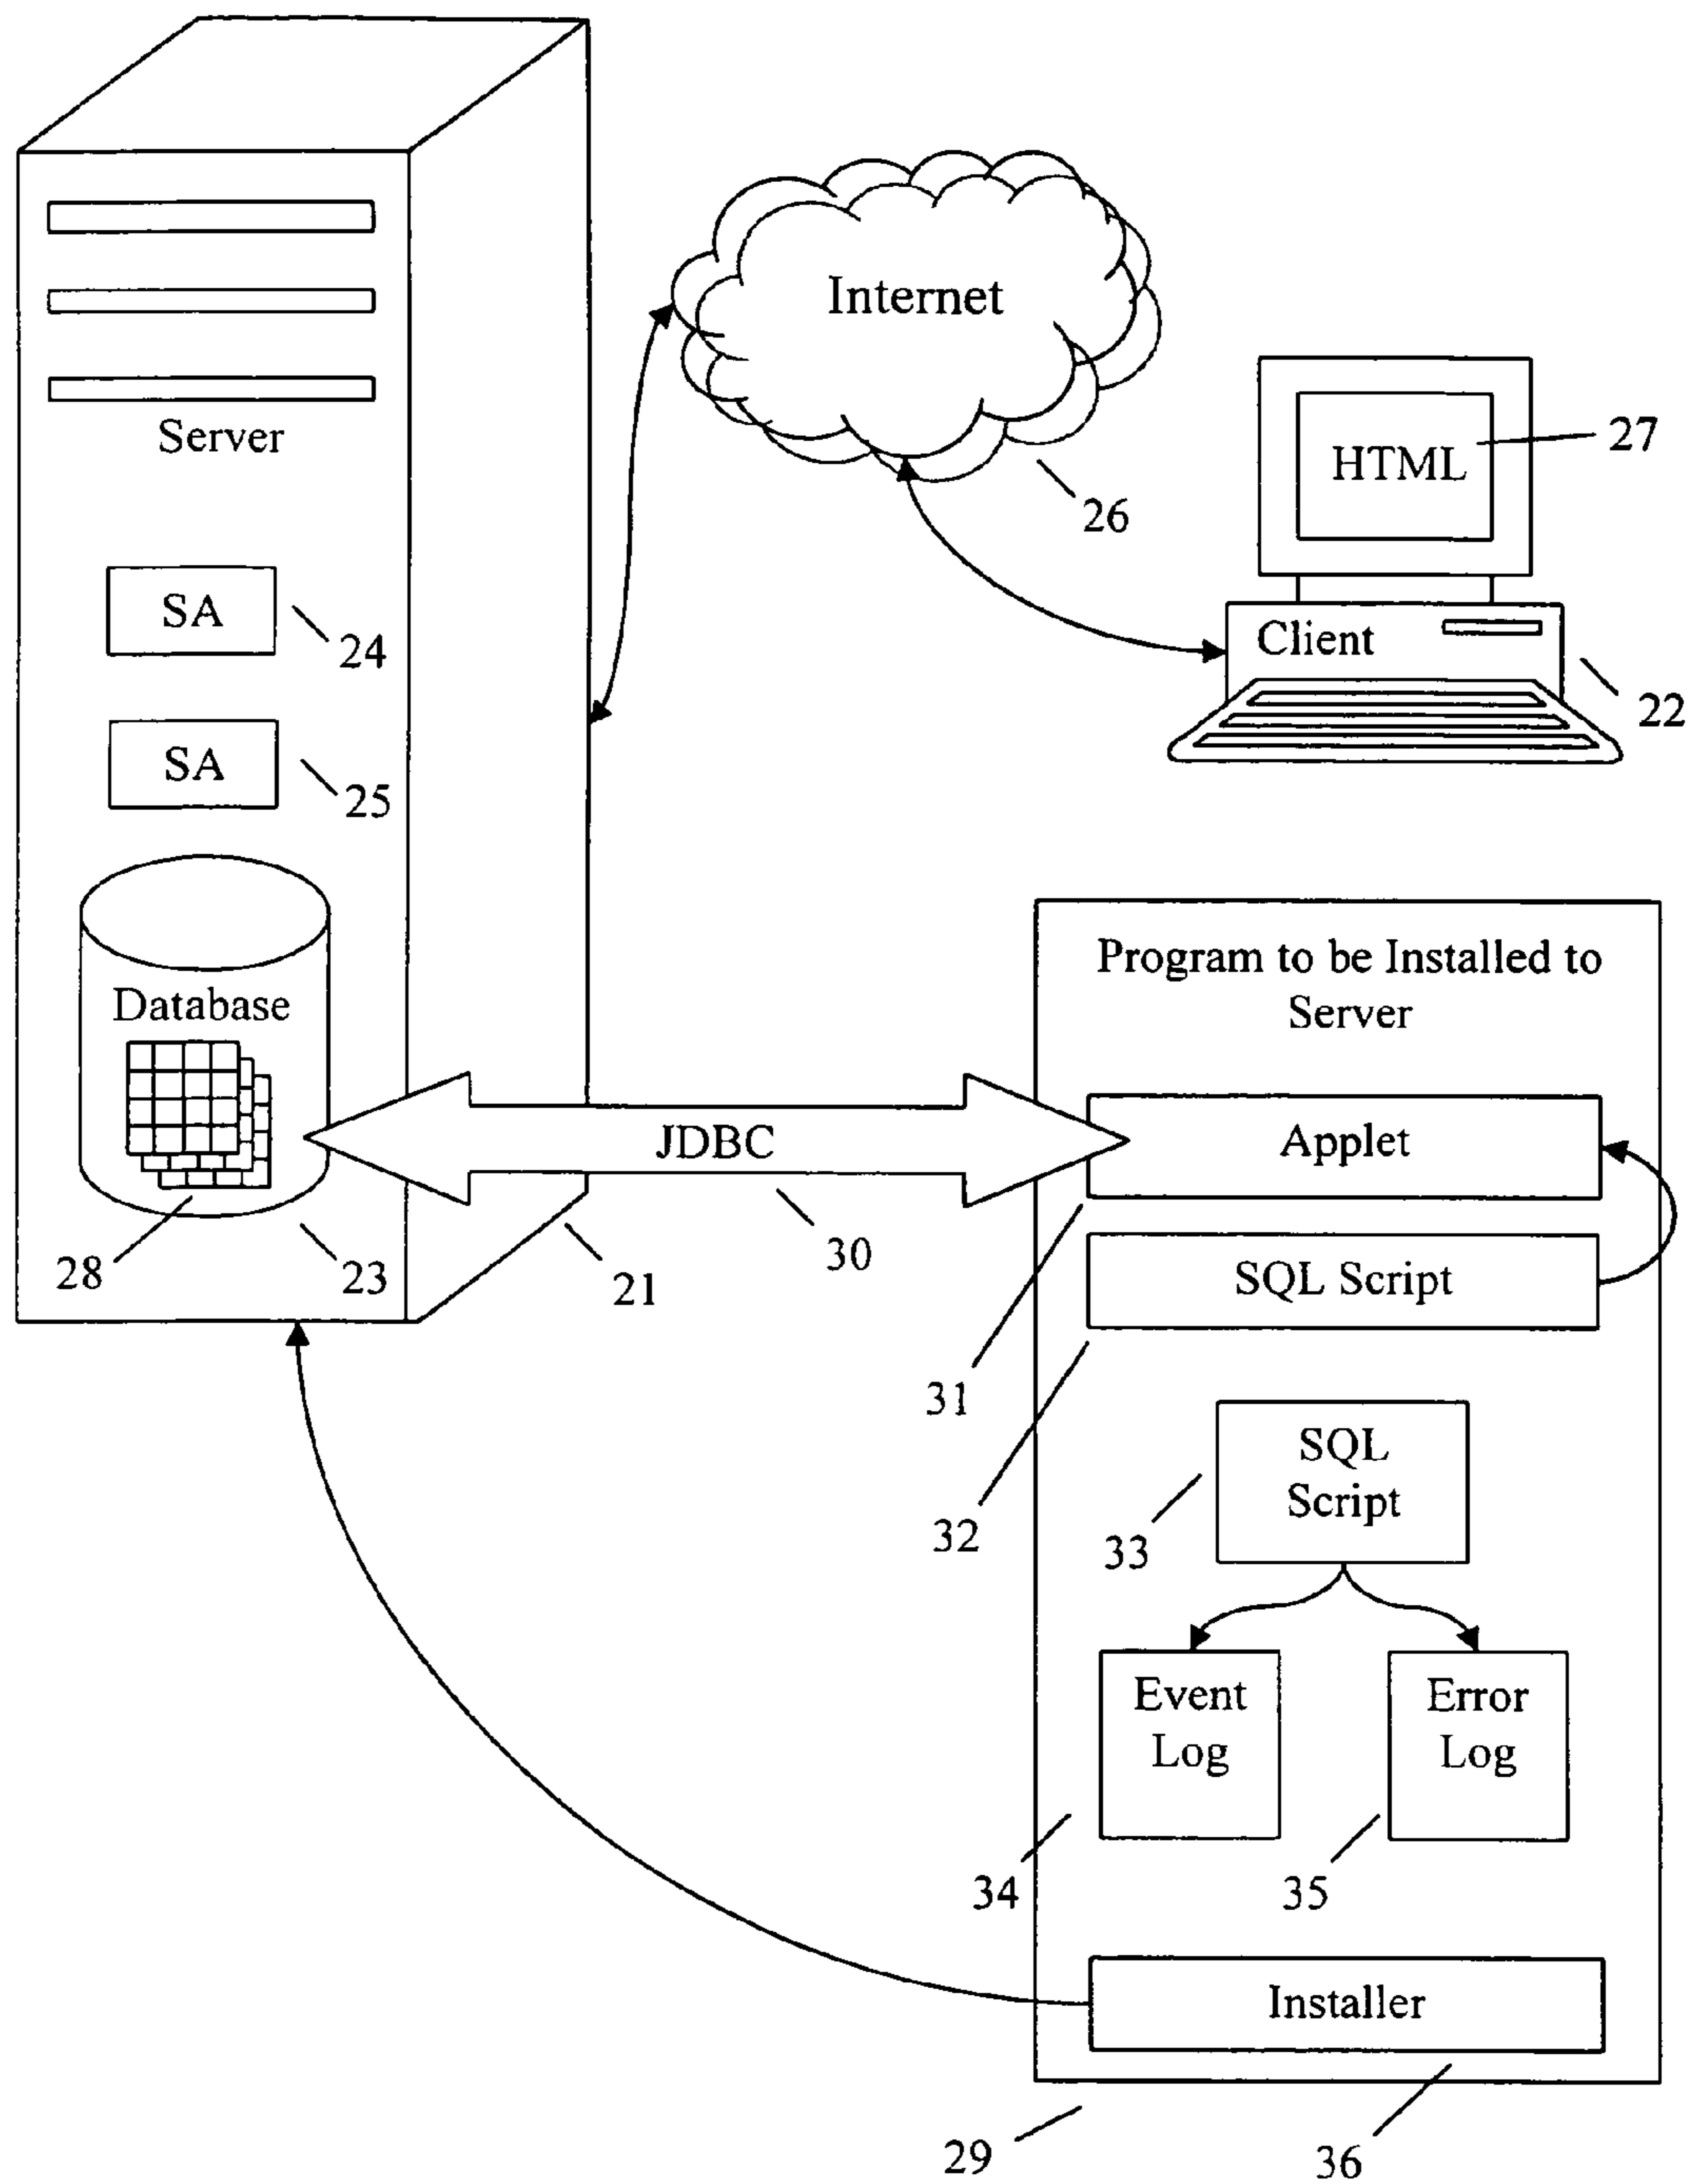 Internet
Server
HTML
27
26
SA
24
Client
22
SA
25
Program to be Installed to
Server
Database
JDBC
Applet
28
23
21
30
SQL Script
31
32
SQL
Script
33
Event
Log
Error
Log
34
35
Installer
29
36